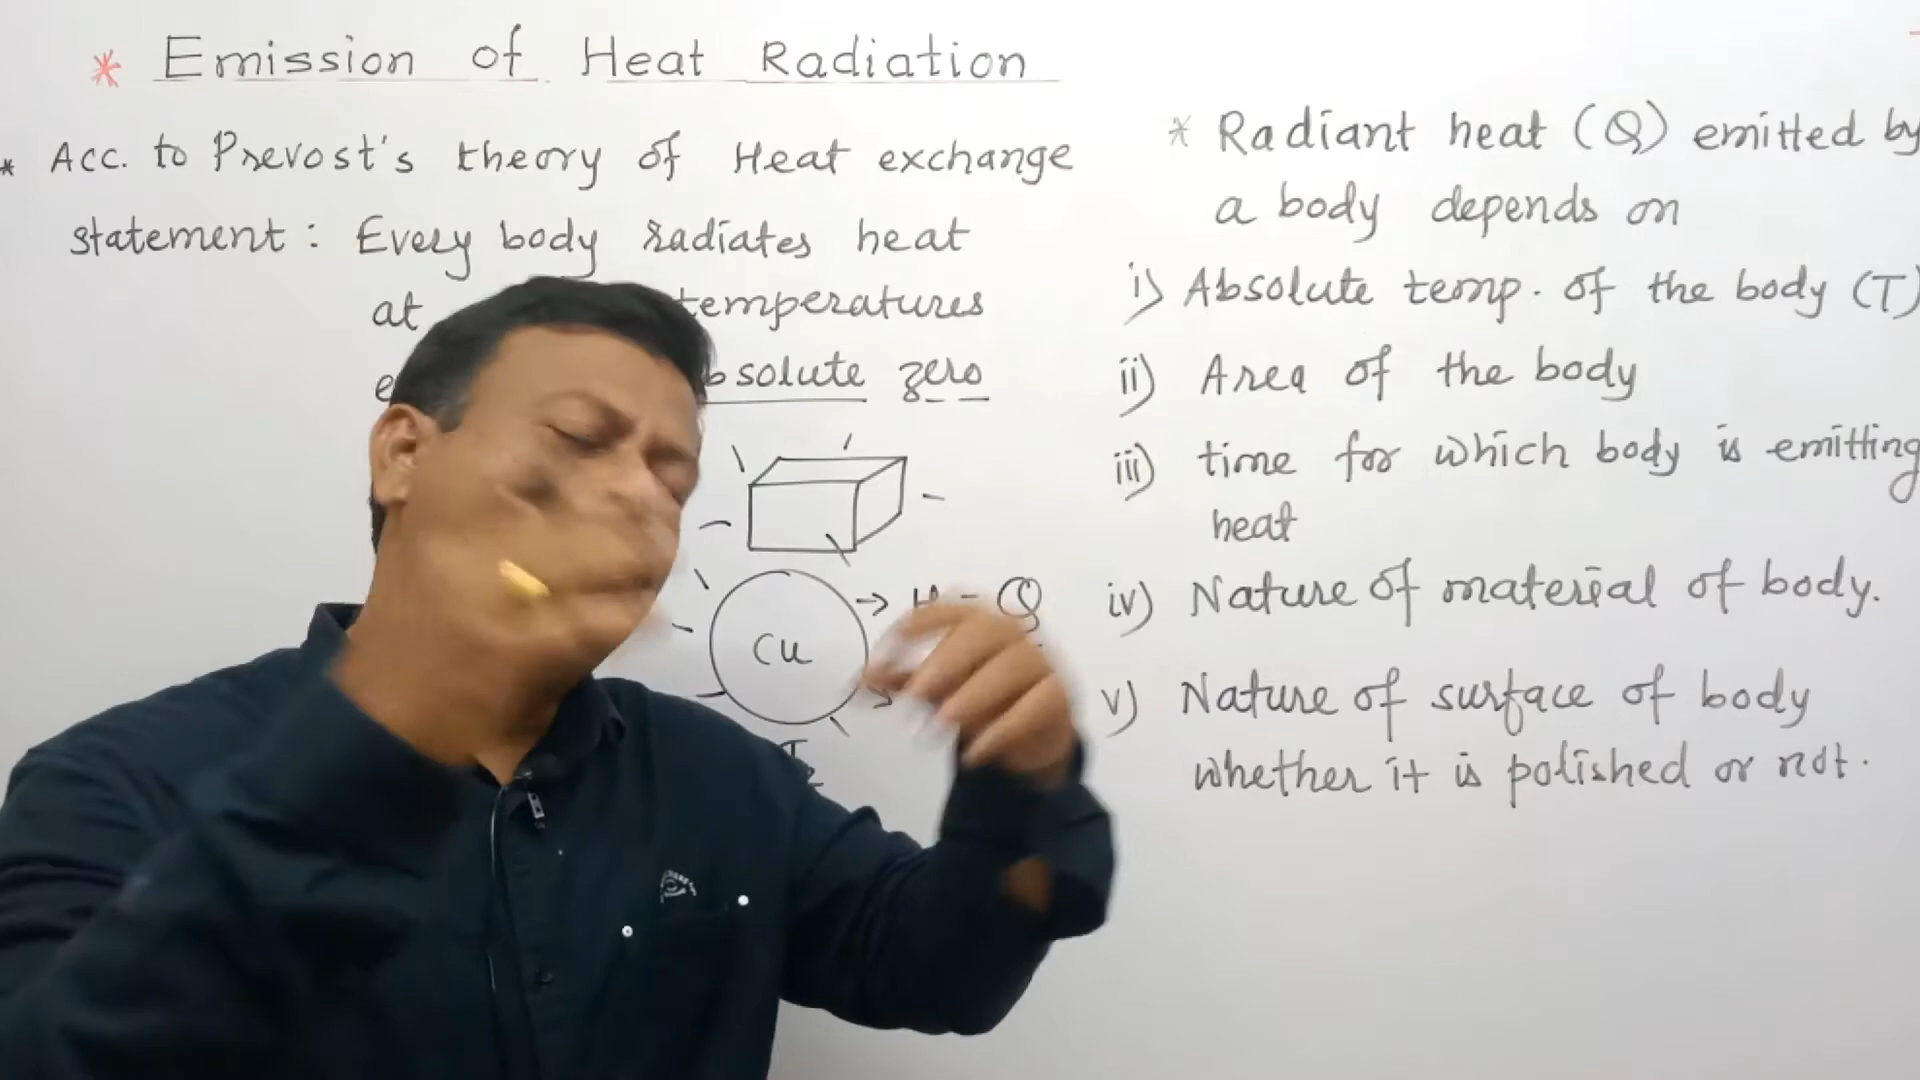 * Emission of Heat Radiation
* Acc. to Prevost's theory of Heat exchange
statement : Every body radiates heat
at temperatures
absolute zero
Cu
Q
* Radiant heat (Q) emitted by
a body depends on
i) Absolute temp. of the body (T)
ii) Area of the body
iii) time for which body is emitting
heat
iv) Nature of material of body.
v) Nature of surface of body
whether it is polished or not.